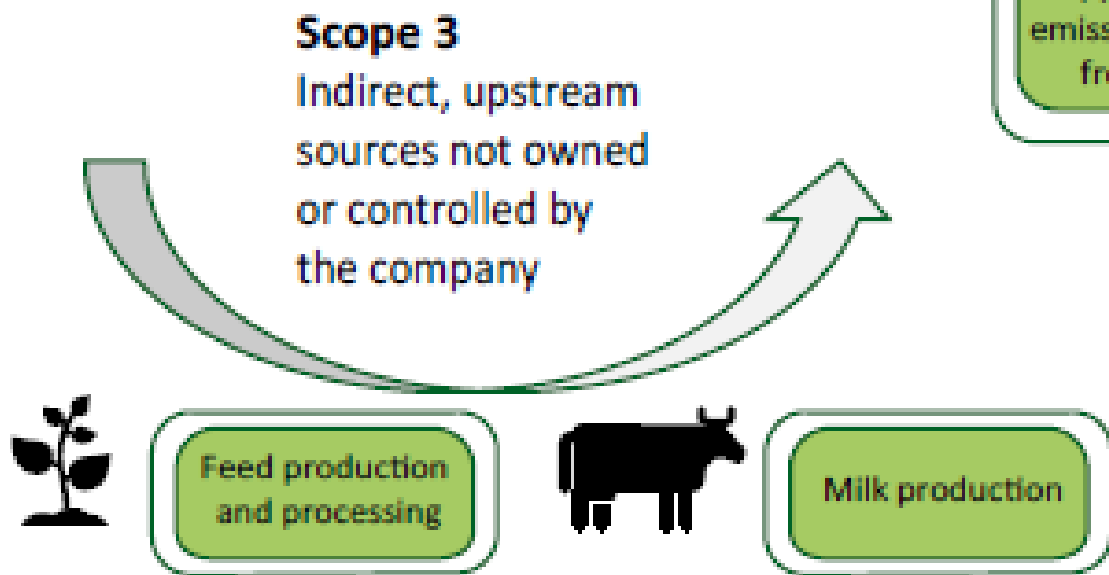 Scope 3
Indirect, upstream
sources not owned
or controlled by
the company
Feed production
and processing
Milk production